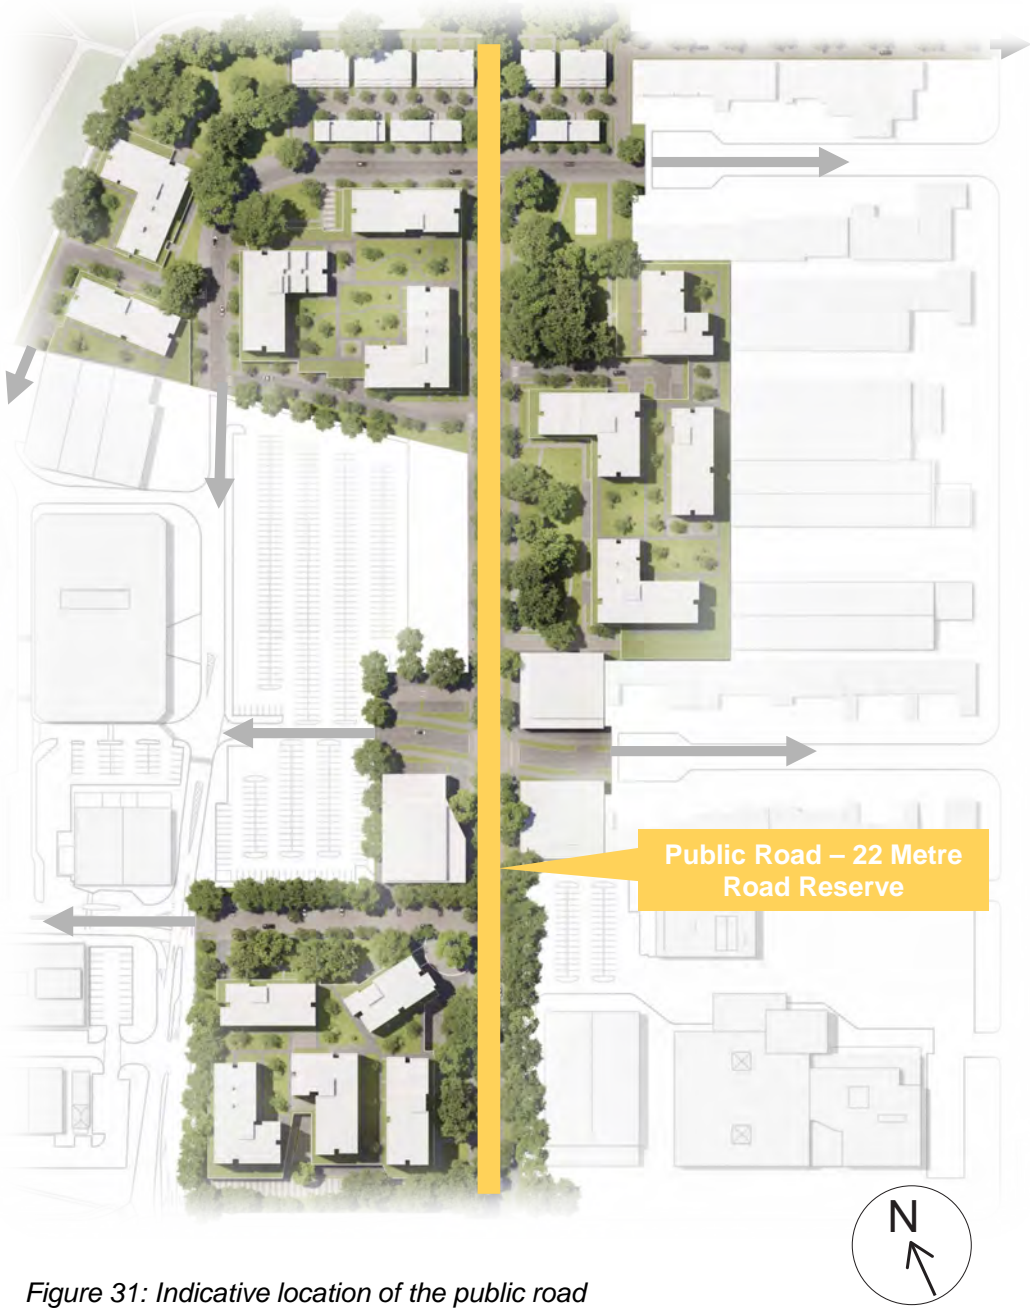 Public Road – 22 Metre
Road Reserve
N
Figure 31: Indicative location of the public road